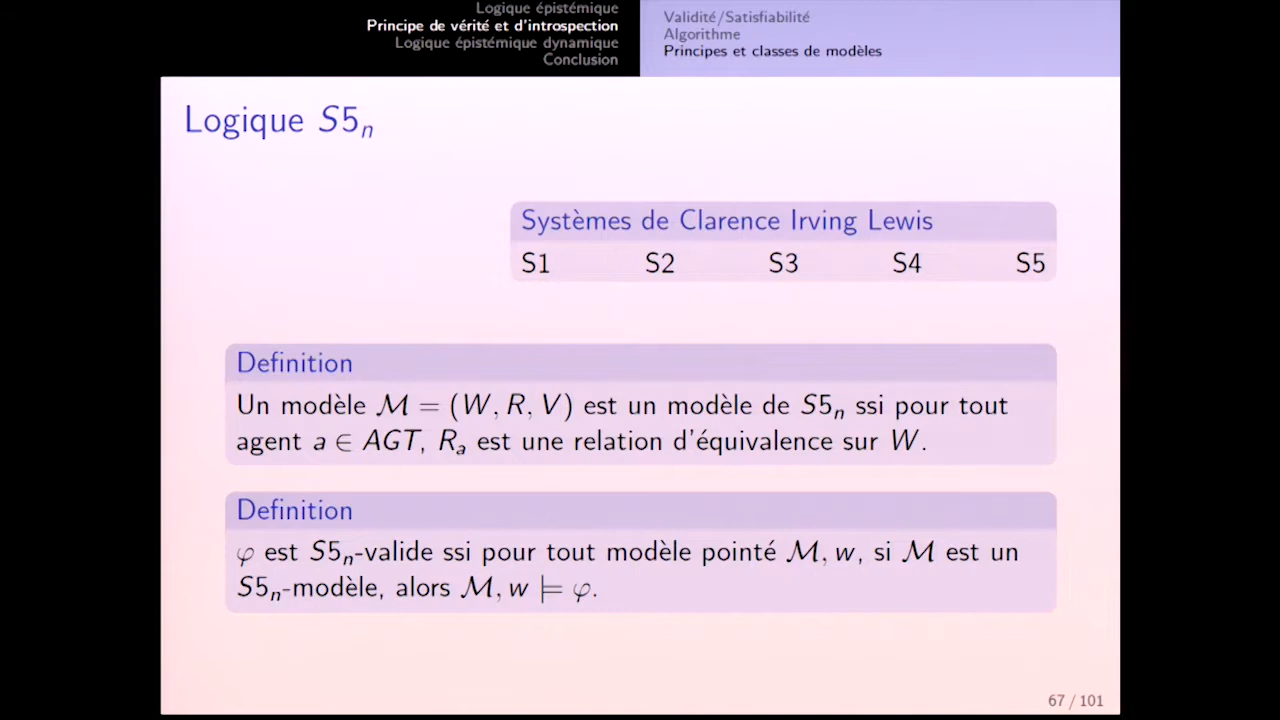 Logique épistémique
Principe de vérité et d'introspection
Logique épistémique dynamique
Conclusion
Validité/Satisfiabilité
Algorithme
Principes et classes de modèles
Logique S5ₙ
Systèmes de Clarence Irving Lewis
S1 S2 S3 S4 S5
Definition
Un modèle ℳ = (W, R, V) est un modèle de S5ₙ ssi pour tout
agent a ∈ AGT, Rₐ est une relation d'équivalence sur W.
Definition
φ est S5ₙ-valide ssi pour tout modèle pointé ℳ, w, si ℳ est un
S5ₙ-modèle, alors ℳ, w ⊨ φ.
67 / 101